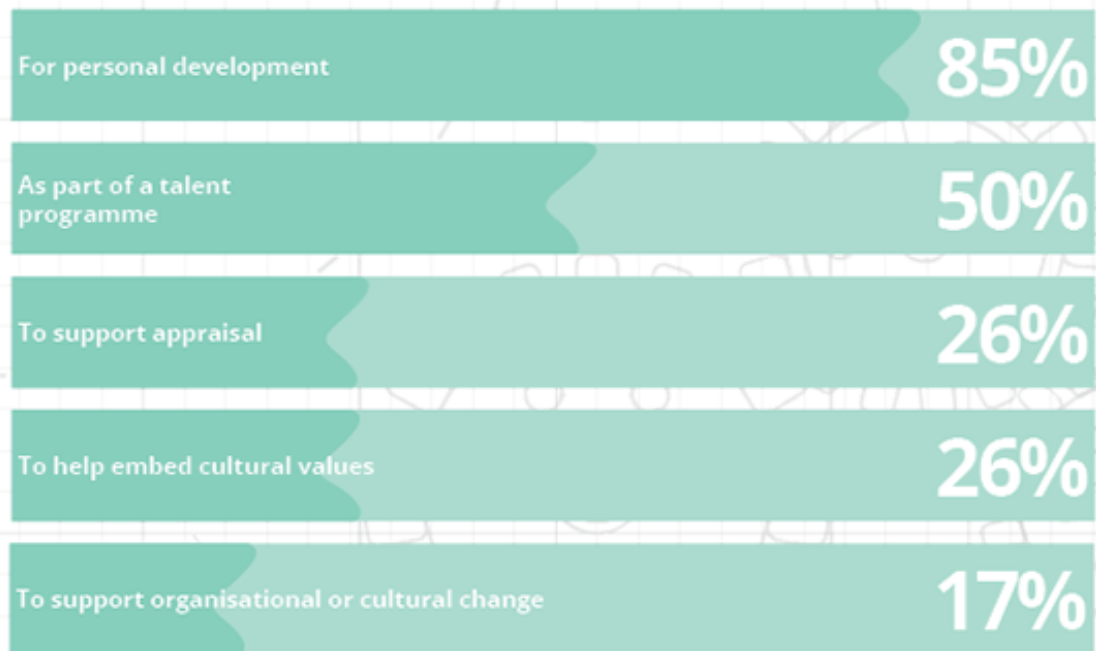 For personal development
85%
As part of a talent
programme
50%
To support appraisal
26%
To help embed cultural values
26%
To support organisational or cultural change
17%